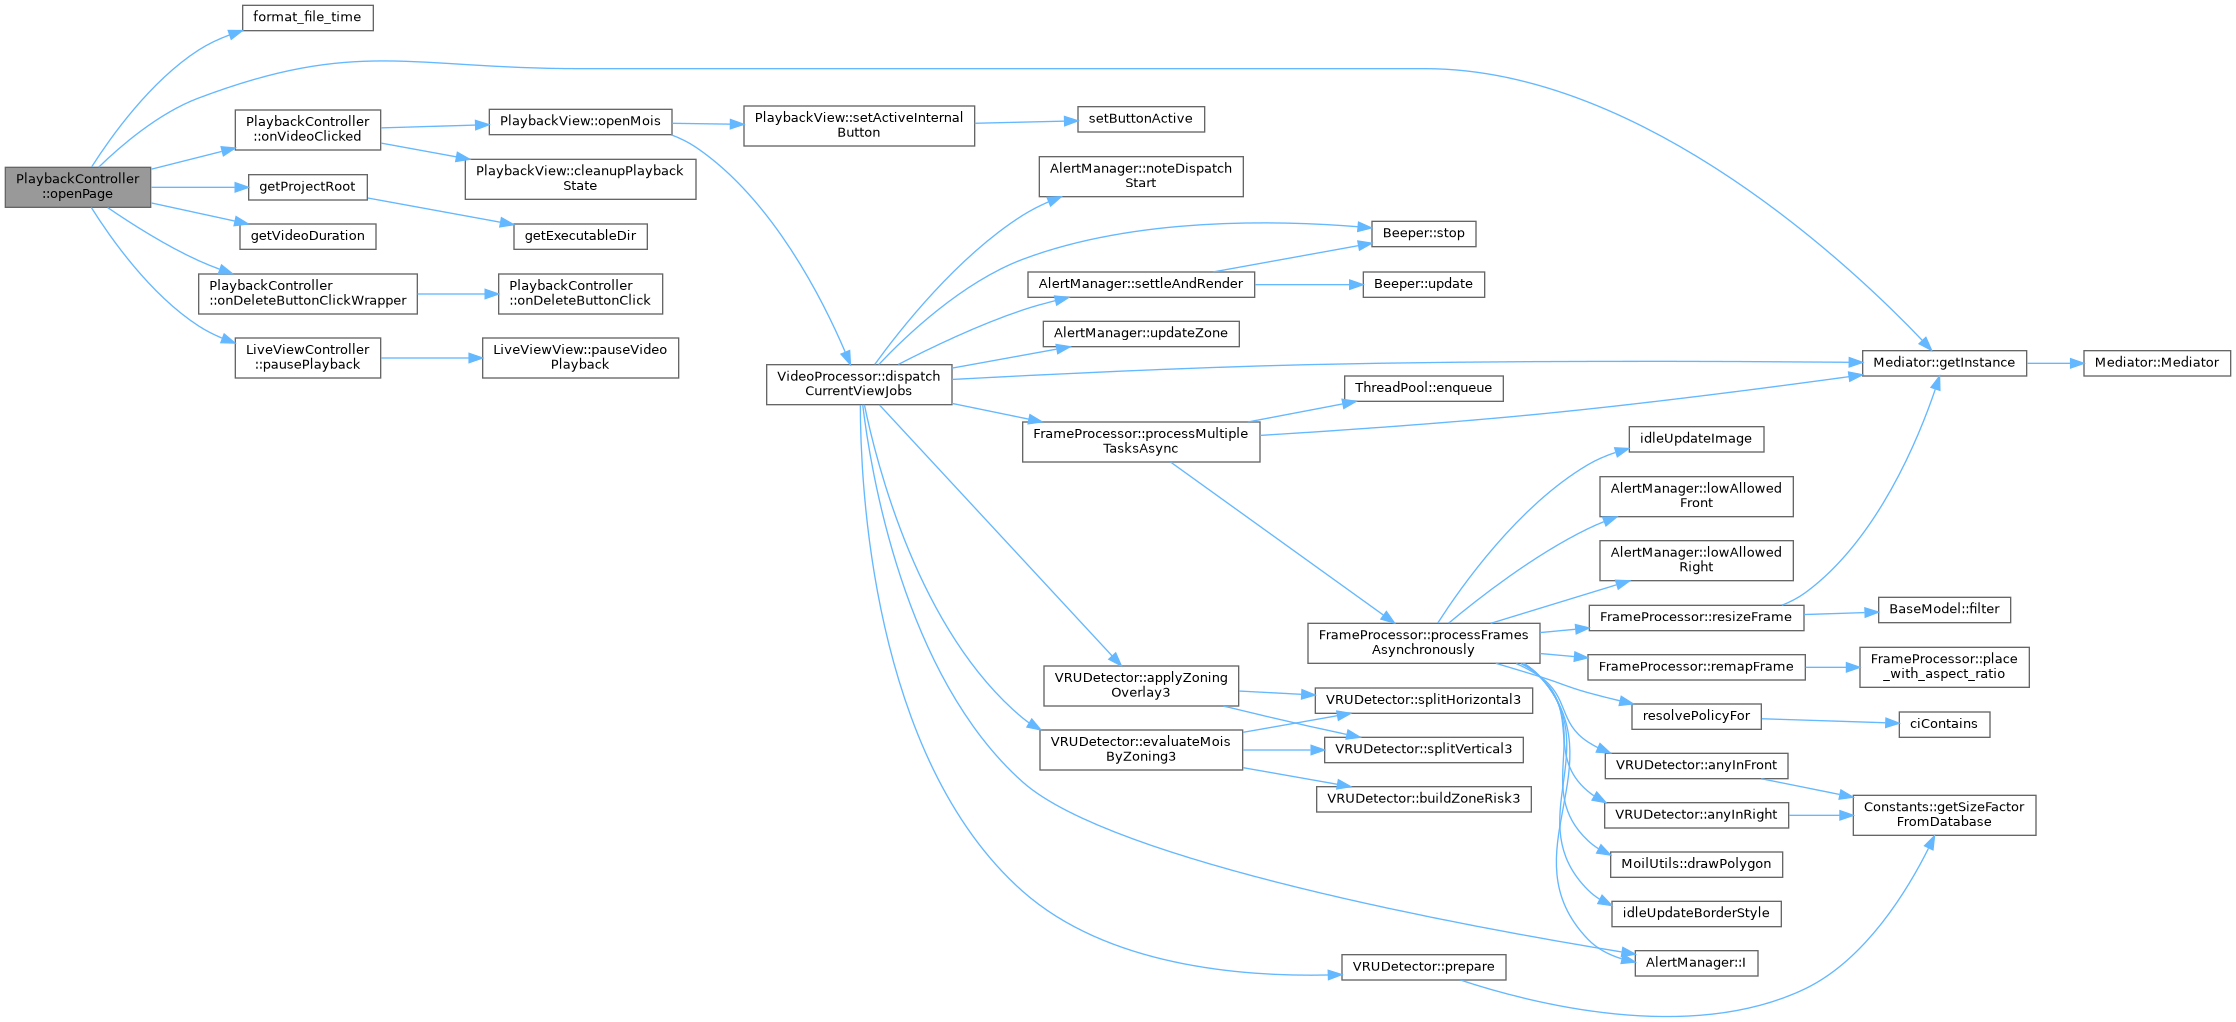 format_file_time
PlaybackController
::onVideoClicked
PlaybackView::openMois
PlaybackView::setActiveInternal
Button
setButtonActive
PlaybackView::cleanupPlayback
State
PlaybackController
::openPage
getProjectRoot
getVideoDuration
getExecutableDir
PlaybackController
::onDeleteButtonClickWrapper
PlaybackController
::onDeleteButtonClick
LiveViewController
::pausePlayback
LiveViewView::pauseVideo
Playback
VideoProcessor::dispatch
CurrentViewJobs
AlertManager::noteDispatch
Start
Beeper::stop
AlertManager::settleAndRender
Beeper::update
AlertManager::updateZone
Mediator::getInstance
Mediator::Mediator
ThreadPool::enqueue
FrameProcessor::processMultiple
TasksAsync
idleUpdateImage
AlertManager::lowAllowed
Front
AlertManager::lowAllowed
Right
FrameProcessor::processFrames
Asynchronously
FrameProcessor::resizeFrame
BaseModel::filter
FrameProcessor::remapFrame
FrameProcessor::place
_with_aspect_ratio
VRUDetector::applyZoning
Overlay3
VRUDetector::splitHorizontal3
resolvePolicyFor
ciContains
VRUDetector::evaluateMois
ByZoning3
VRUDetector::splitVertical3
VRUDetector::buildZoneRisk3
VRUDetector::anyInFront
VRUDetector::anyInRight
Constants::getSizeFactor
FromDatabase
MoilUtils::drawPolygon
idleUpdateBorderStyle
AlertManager::I
VRUDetector::prepare